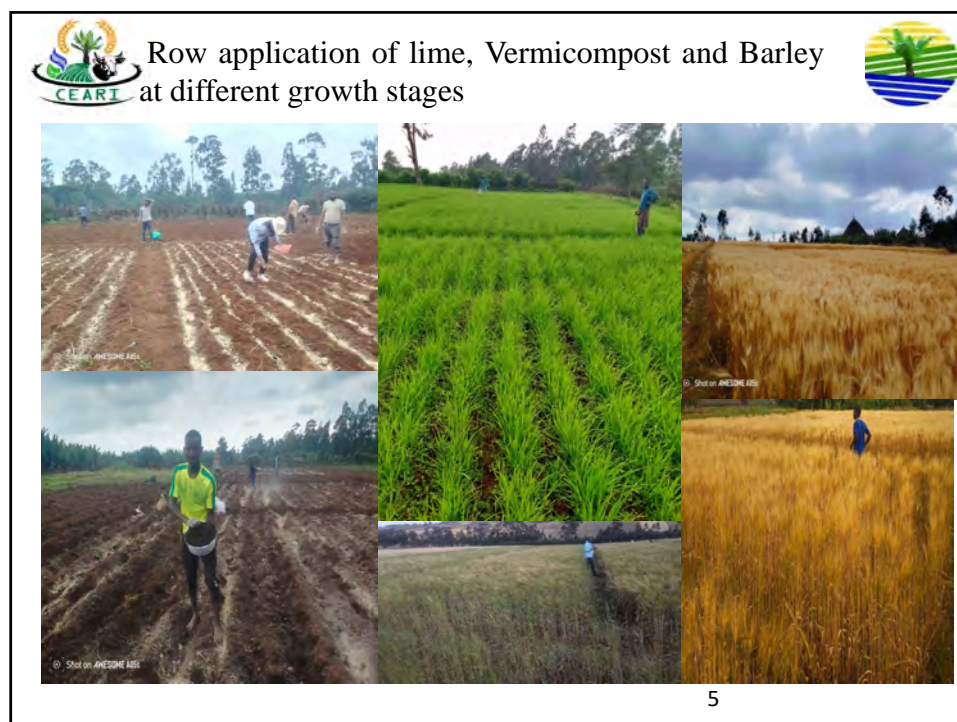 Row application of lime, Vermicompost and Barley
at different growth stages
CEARI
Shot on AWESOME A05s
Shot on AWESOME A05s
Shot on AWESOME A05s
5